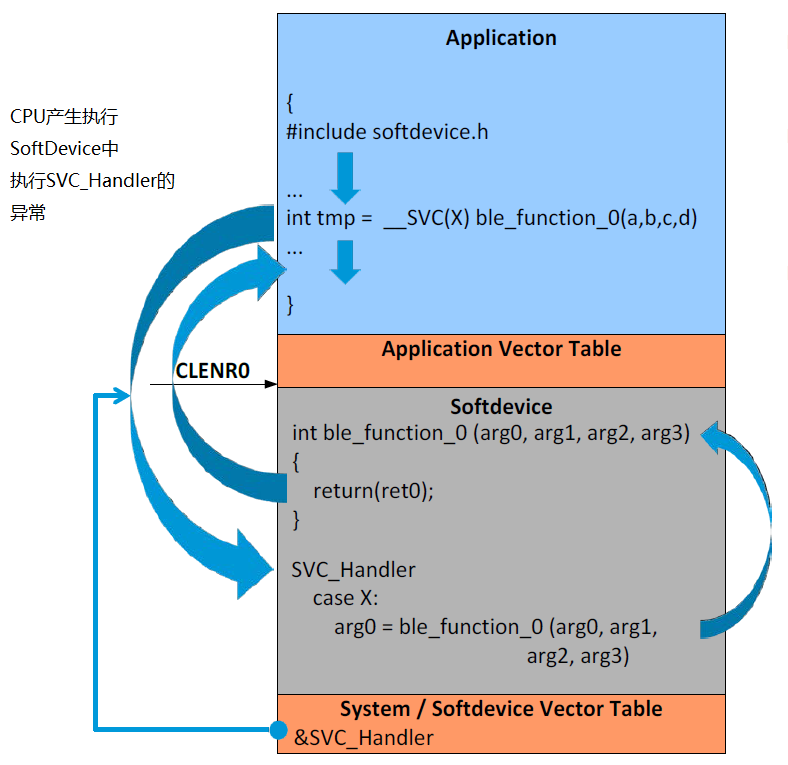 Application
{
#include softdevice.h
...
int tmp = __SVC(X) ble_function_0(a,b,c,d)
...
}
CPU产生执行
SoftDevice中
执行SVC_Handler的
异常
Application Vector Table
CLENR0
Softdevice
int ble_function_0 (arg0, arg1, arg2, arg3)
{
return(ret0);
}
SVC_Handler
case X:
arg0 = ble_function_0 (arg0, arg1,
arg2, arg3)
System / Softdevice Vector Table
&SVC_Handler